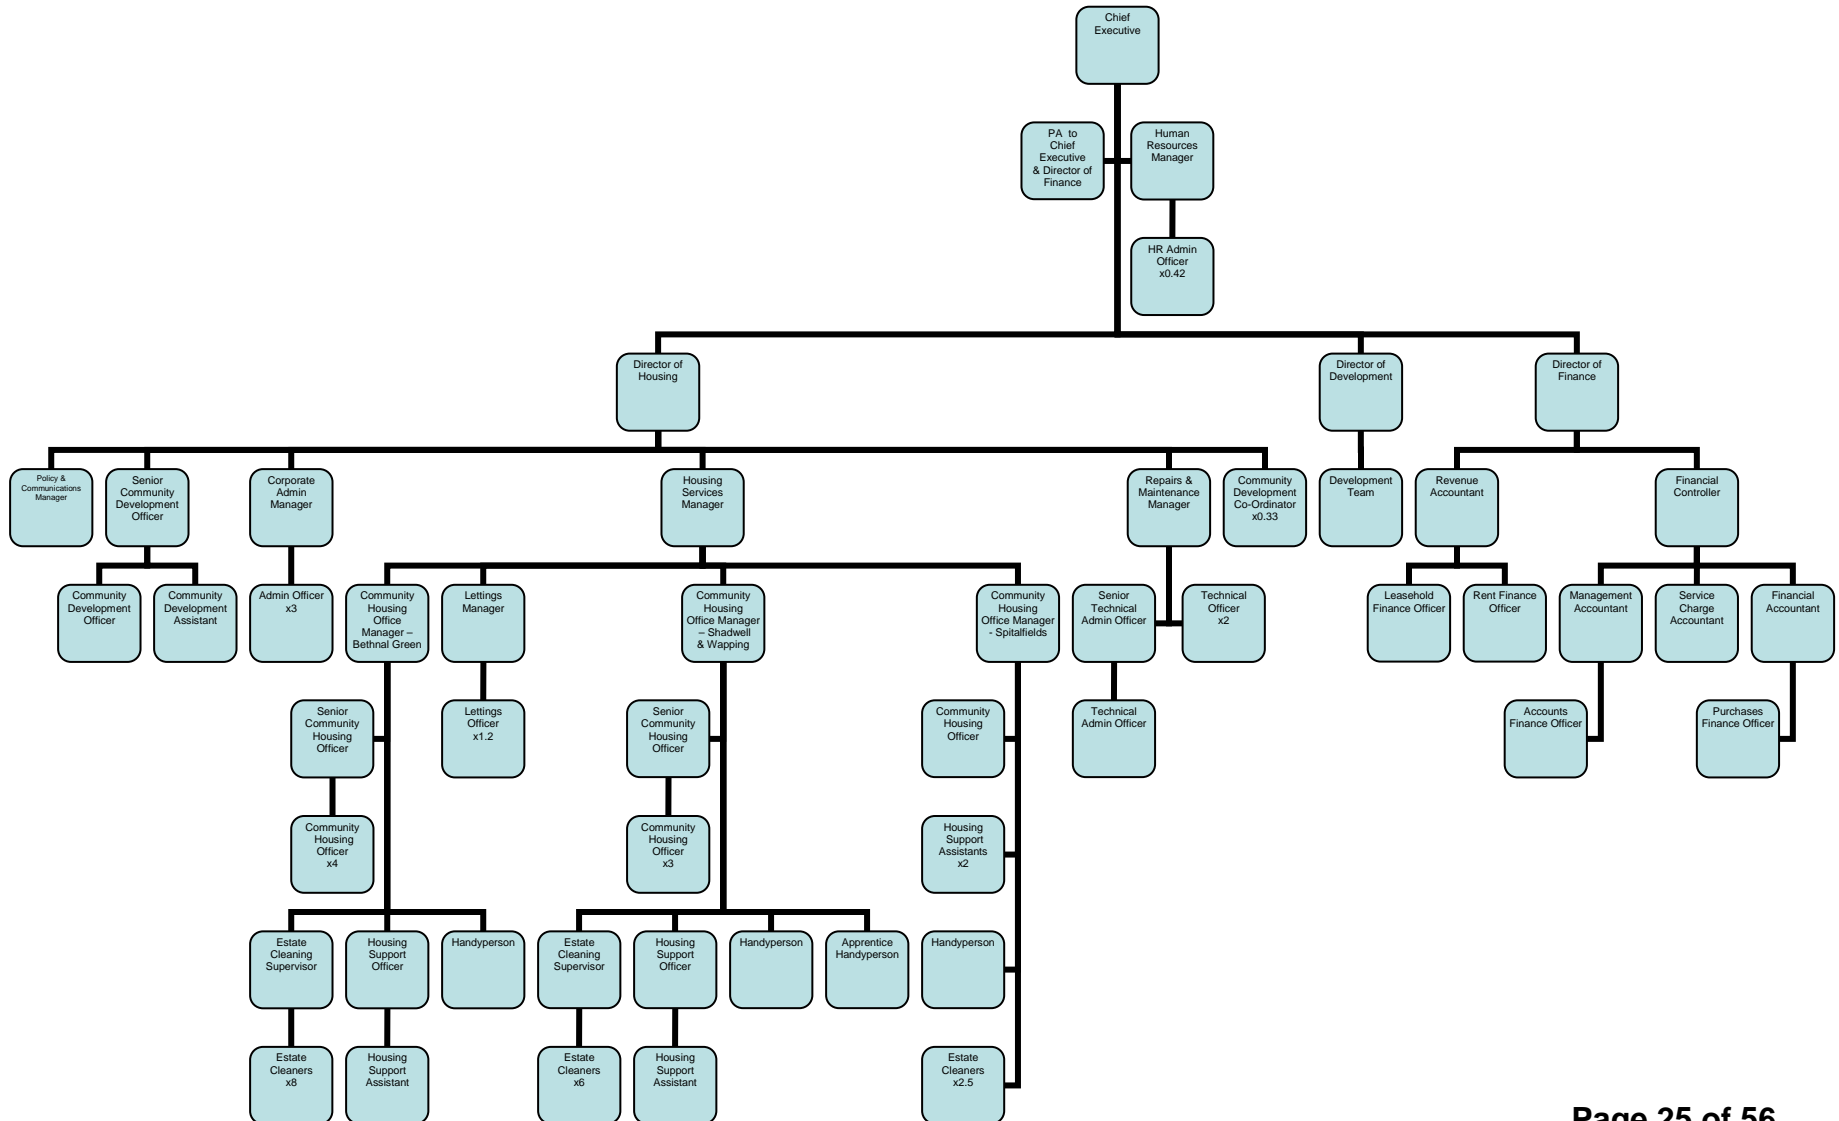 Chief
Executive
PA to
Chief
Executive
& Director of
Finance
Human
Resources
Manager
HR Admin
Officer
x0.42
Director of
Housing
Director of
Development
Director of
Finance
Policy &
Communications
Manager
Senior
Community
Development
Officer
Corporate
Admin
Manager
Housing
Services
Manager
Repairs &
Maintenance
Manager
Community
Development
Co-Ordinator
x0.33
Development
Team
Revenue
Accountant
Financial
Controller
Community
Development
Officer
Community
Development
Assistant
Admin Officer
x3
Community
Housing
Office
Manager –
Bethnal Green
Lettings
Manager
Community
Housing
Office Manager
– Shadwell
& Wapping
Community
Housing
Office Manager
- Spitalfields
Senior
Technical
Admin Officer
Technical
Officer
x2
Leasehold
Finance Officer
Rent Finance
Officer
Management
Accountant
Service
Charge
Accountant
Financial
Accountant
Senior
Community
Housing
Officer
Lettings
Officer
x1.2
Senior
Community
Housing
Officer
Community
Housing
Officer
Technical
Admin Officer
Accounts
Finance Officer
Purchases
Finance Officer
Community
Housing
Officer
x4
Community
Housing
Officer
x3
Housing
Support
Assistants
x2
Estate
Cleaning
Supervisor
Housing
Support
Officer
Handyperson
Estate
Cleaning
Supervisor
Housing
Support
Officer
Handyperson
Apprentice
Handyperson
Handyperson
Estate
Cleaners
x8
Housing
Support
Assistant
Estate
Cleaners
x6
Housing
Support
Assistant
Estate
Cleaners
x2.5
Page 25 of 56